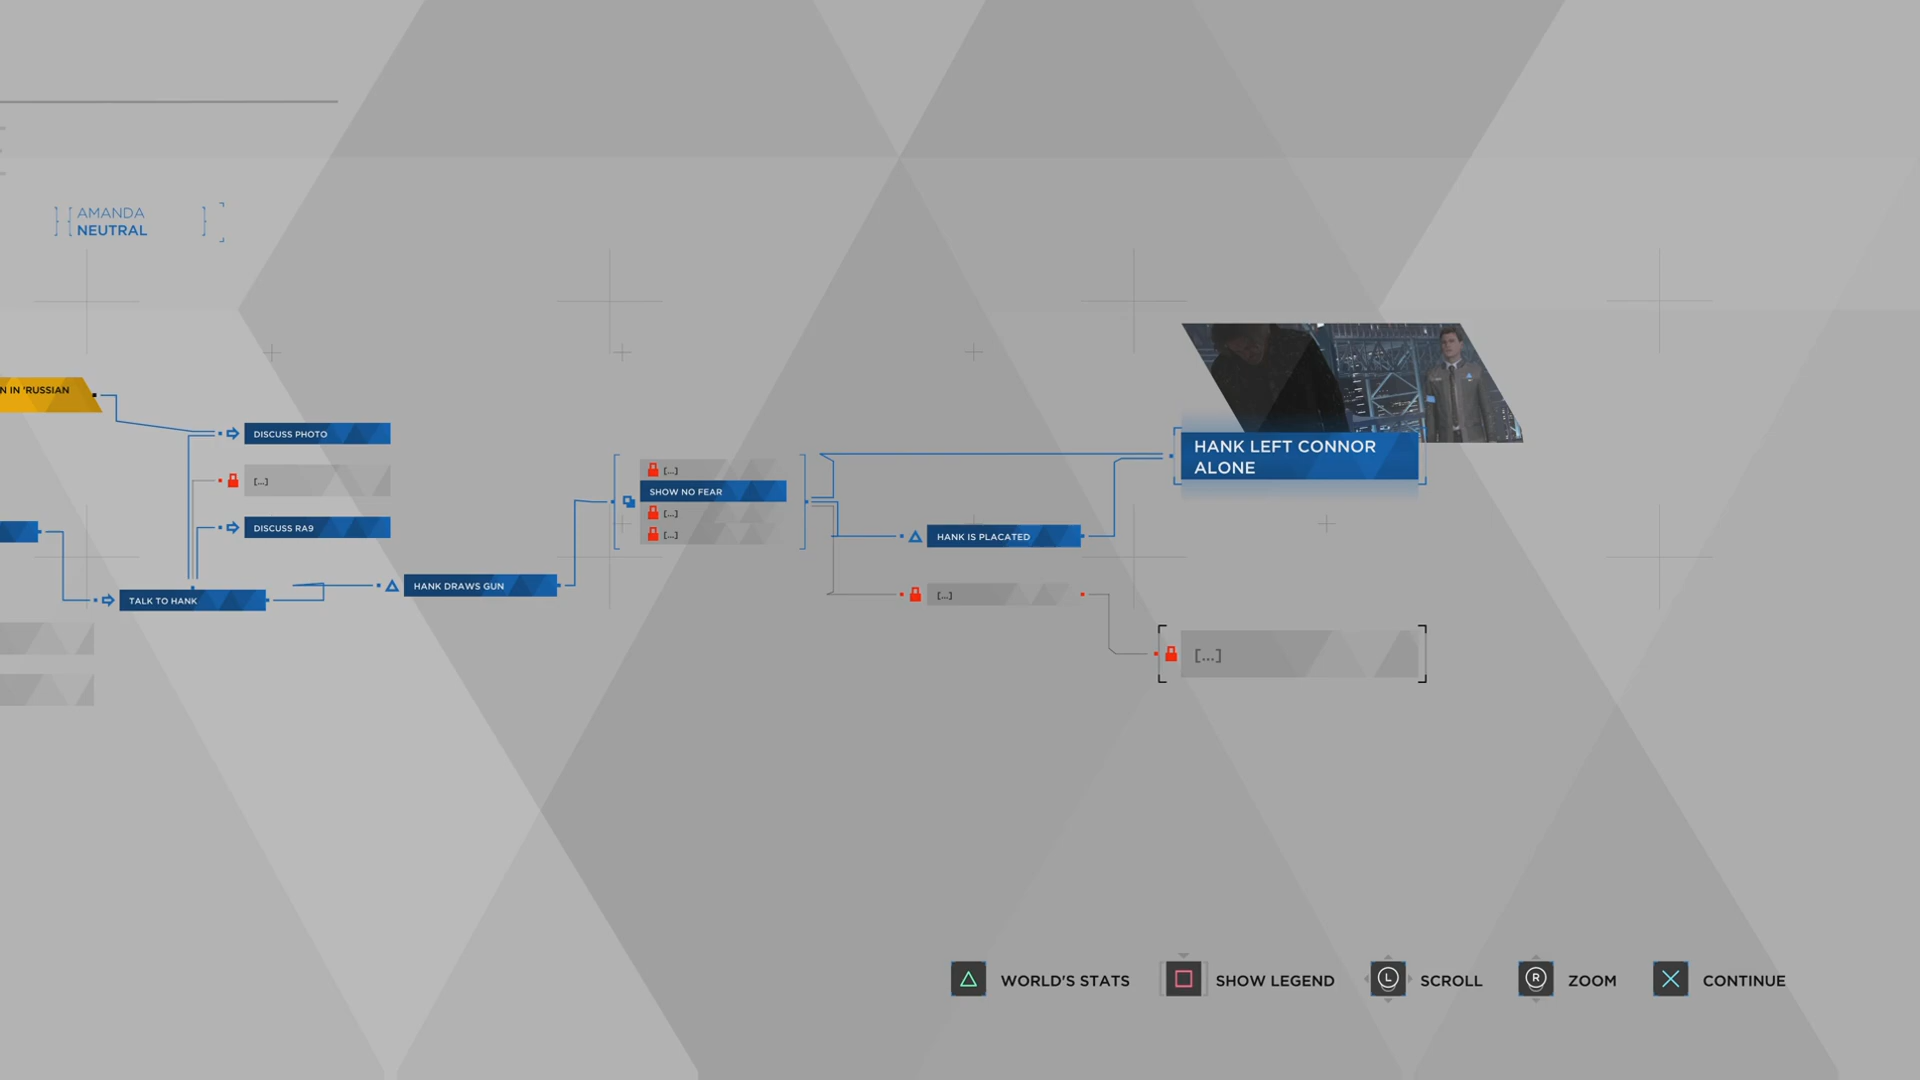 AMANDA
NEUTRAL
N IN 'RUSSIAN
DISCUSS PHOTO
[...]
DISCUSS RA9
TALK TO HANK
HANK DRAWS GUN
[...]
SHOW NO FEAR
[...]
[...]
HANK IS PLACATED
[...]
HANK LEFT CONNOR
ALONE
[...]
WORLD'S STATS
SHOW LEGEND
L
SCROLL
R
ZOOM
CONTINUE